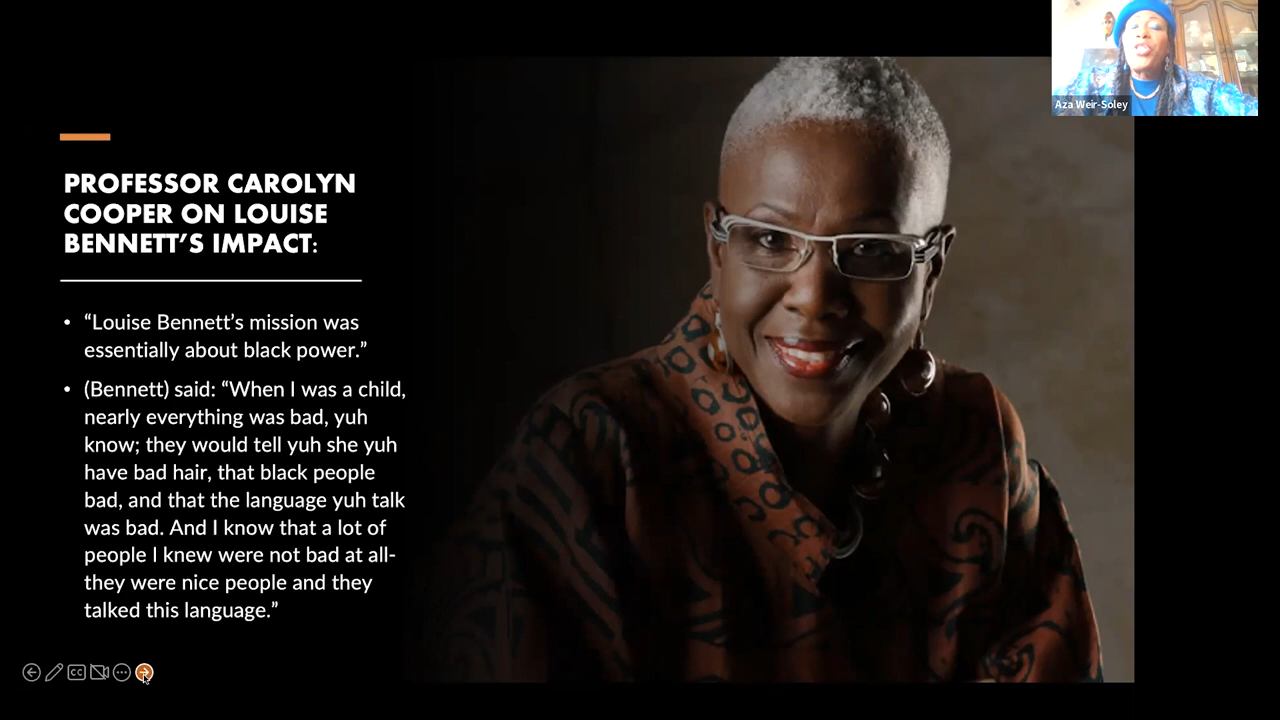 Aza Weir-Soley
PROFESSOR CAROLYN
COOPER ON LOUISE
BENNETT’S IMPACT:
• “Louise Bennett’s mission was
essentially about black power.”
• (Bennett) said: “When I was a child,
nearly everything was bad, yuh
know; they would tell yuh she yuh
have bad hair, that black people
bad, and that the language yuh talk
was bad. And I know that a lot of
people I knew were not bad at all-
they were nice people and they
talked this language.”
CC